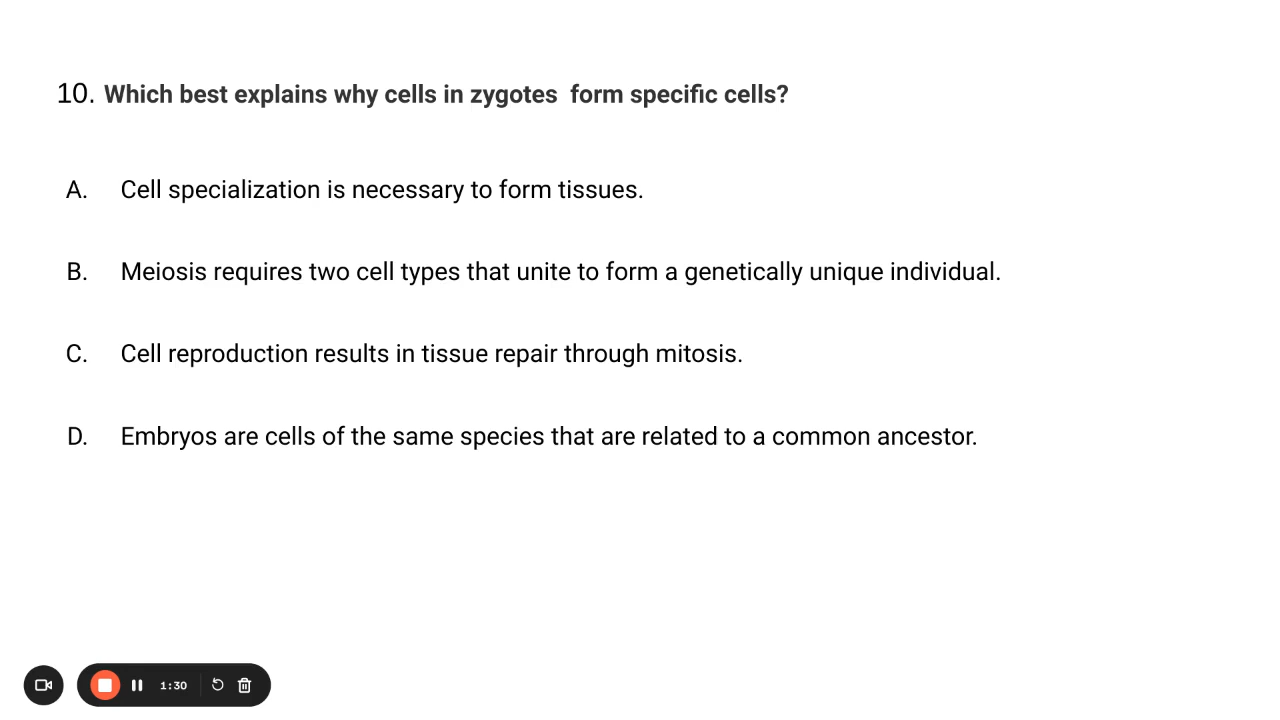 10. Which best explains why cells in zygotes  form specific cells?
A. Cell specialization is necessary to form tissues.
B. Meiosis requires two cell types that unite to form a genetically unique individual.
C. Cell reproduction results in tissue repair through mitosis.
D. Embryos are cells of the same species that are related to a common ancestor.
1:30